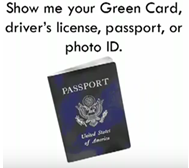 Show me your Green Card,
driver's license, passport, or
photo ID.
PASSPORT
United States
of America